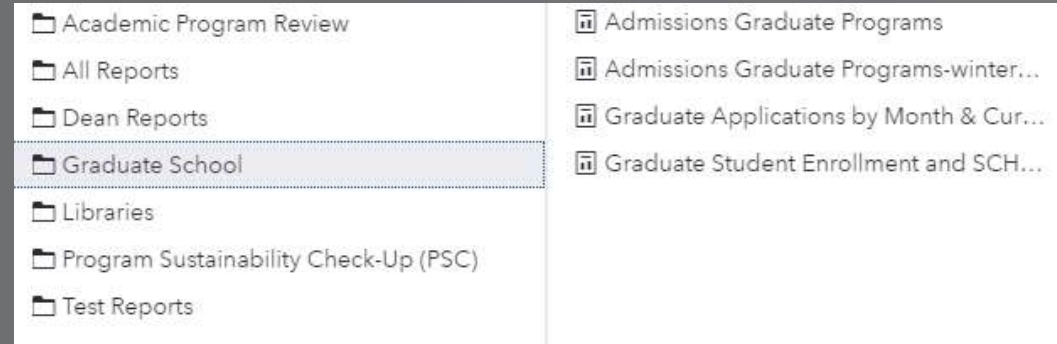 Academic Program Review
All Reports
Dean Reports
Graduate School
Libraries
Program Sustainability Check-Up (PSC)
Test Reports
Admissions Graduate Programs
Admissions Graduate Programs-winter...
Graduate Applications by Month & Cur...
Graduate Student Enrollment and SCH...